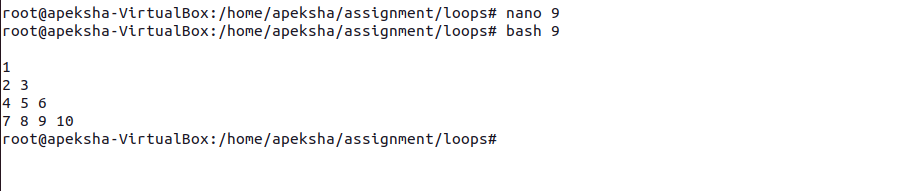 root@apeksha-VirtualBox:/home/apeksha/assignment/loops# nano 9
root@apeksha-VirtualBox:/home/apeksha/assignment/loops# bash 9
1
2 3
4 5 6
7 8 9 10
root@apeksha-VirtualBox:/home/apeksha/assignment/loops#